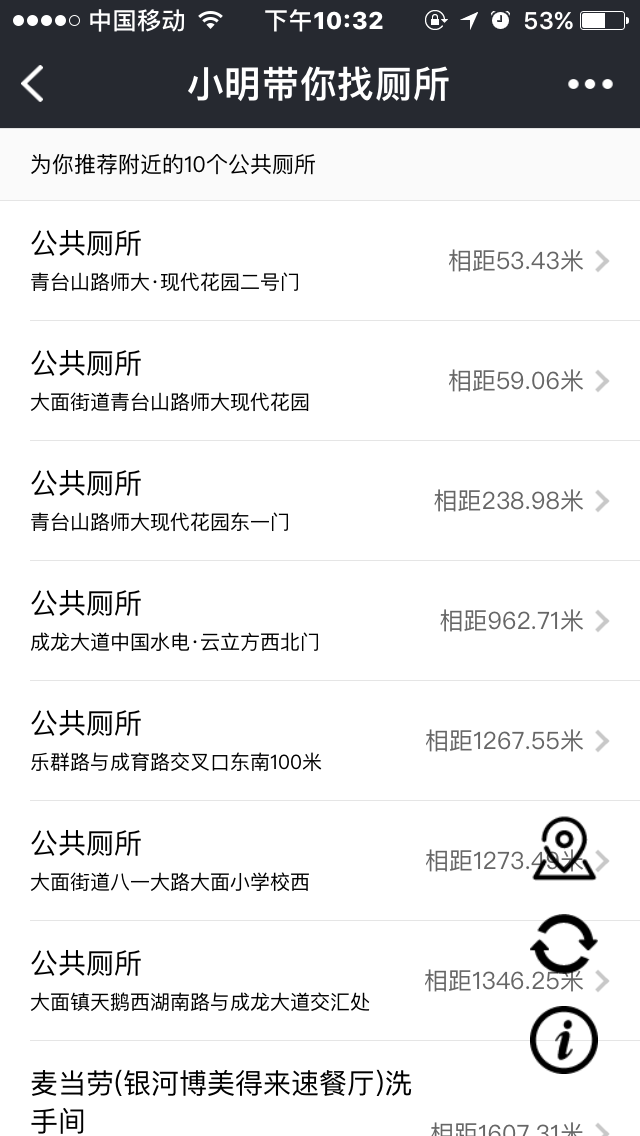 中国移动 下午10:32 53%
小明带你找厕所
为你推荐附近的10个公共厕所
公共厕所
青台山路师大·现代花园二号门
相距53.43米
公共厕所
大面街道青台山路师大现代花园
相距59.06米
公共厕所
青台山路师大现代花园东一门
相距238.98米
公共厕所
成龙大道中国水电·云立方西北门
相距962.71米
公共厕所
乐群路与成育路交叉口东南100米
相距1267.55米
公共厕所
大面街道八一大路大面小学校西
相距1273.49米
公共厕所
大面镇天鹅西湖南路与成龙大道交汇处
相距1346.25米
麦当劳(银河博美得来速餐厅)洗
手间
相距1607.31米